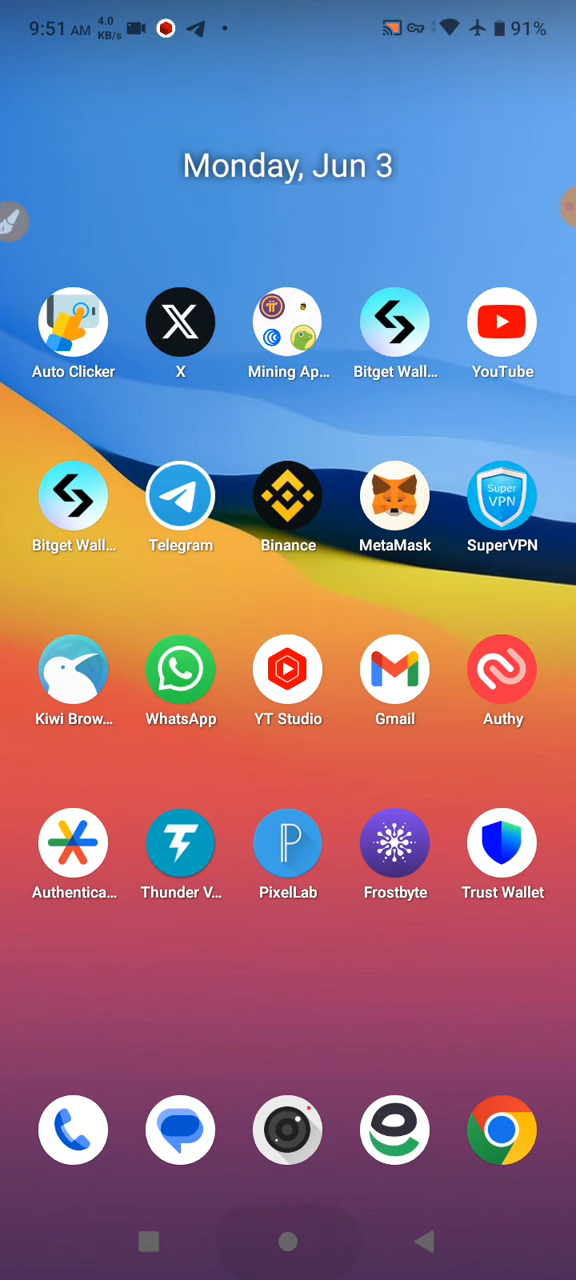 9:51 AM 4.0 KB/s 91%
Monday, Jun 3
Auto Clicker X Mining Ap... Bitget Wall... YouTube
Super VPN
Bitget Wall... Telegram Binance MetaMask SuperVPN
Kiwi Brow... WhatsApp YT Studio Gmail Authy
Authentica... Thunder V... PixelLab Frostbyte Trust Wallet